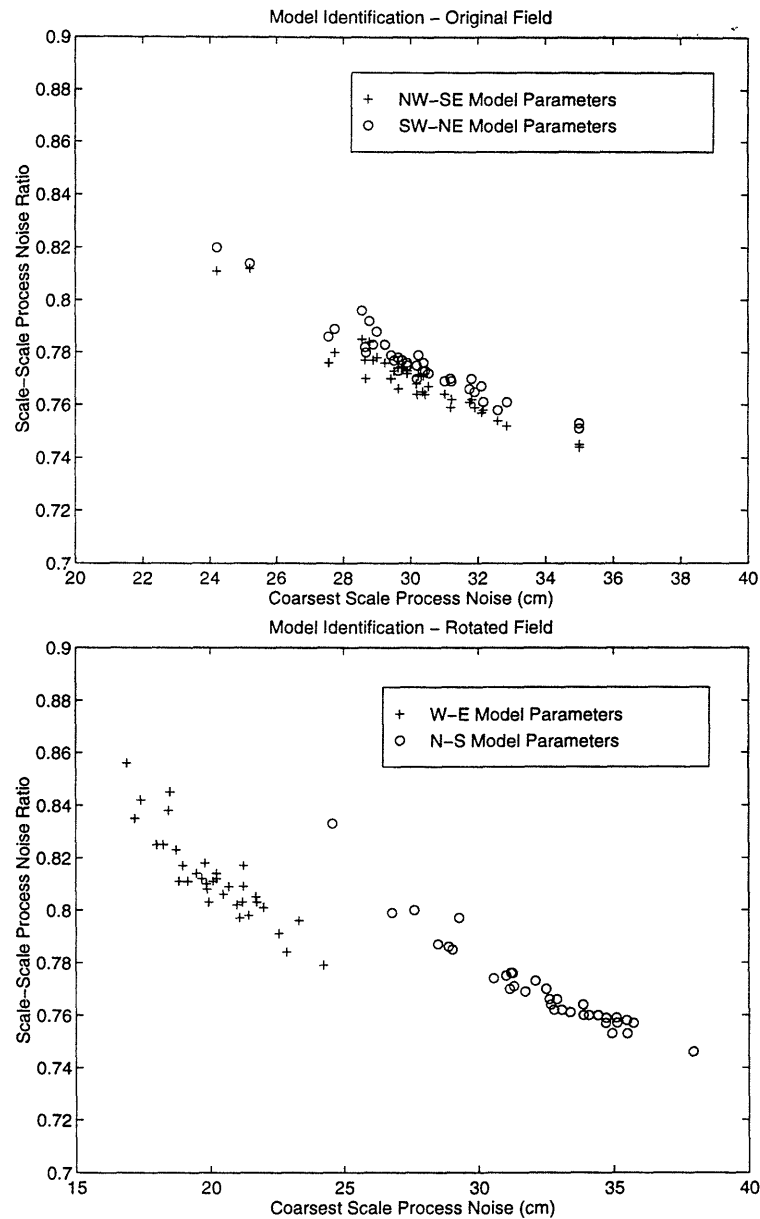 Model Identification – Original Field
0.9
0.88
0.86
0.84
0.82
0.8
0.78
0.76
0.74
0.72
0.7
Scale–Scale Process Noise Ratio
+ NW–SE Model Parameters
o SW–NE Model Parameters
20 22 24 26 28 30 32 34 36 38 40
Coarsest Scale Process Noise (cm)
Model Identification – Rotated Field
0.9
0.88
0.86
0.84
0.82
0.8
0.78
0.76
0.74
0.72
0.7
Scale–Scale Process Noise Ratio
+ W–E Model Parameters
o N–S Model Parameters
15 20 25 30 35 40
Coarsest Scale Process Noise (cm)